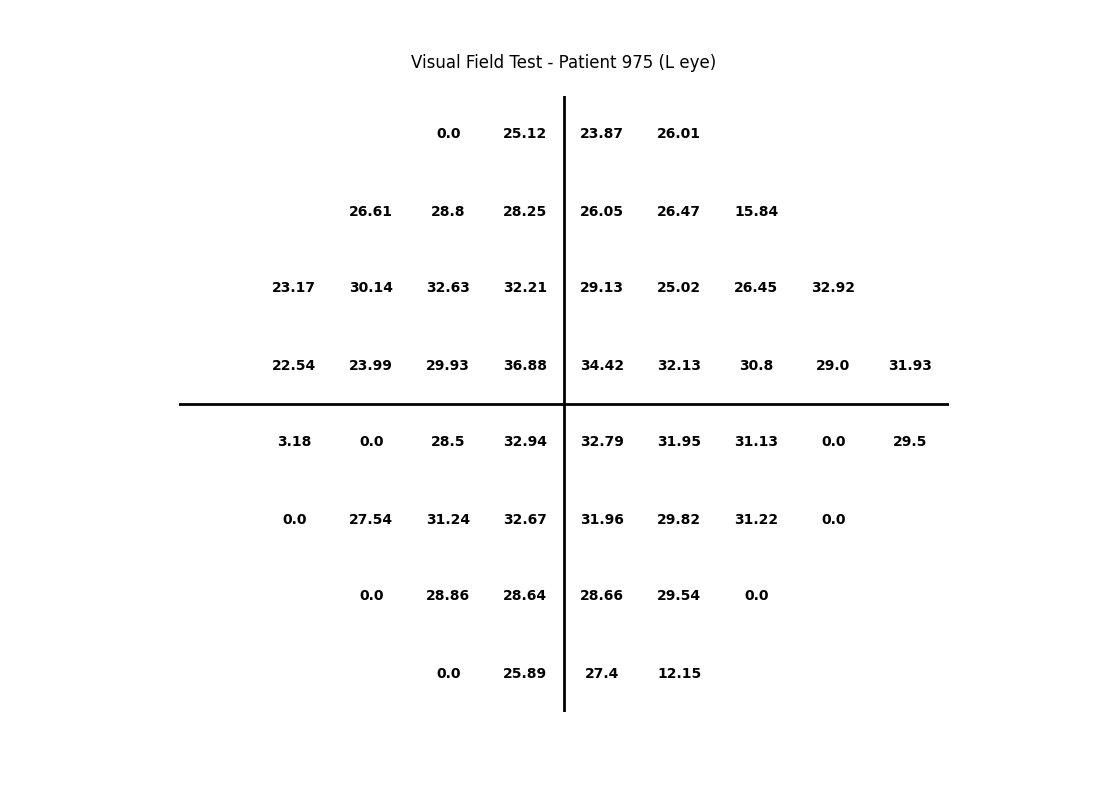 Visual Field Test - Patient 975 (L eye)
0.0 25.12 23.87 26.01
26.61 28.8 28.25 26.05 26.47 15.84
23.17 30.14 32.63 32.21 29.13 25.02 26.45 32.92
22.54 23.99 29.93 36.88 34.42 32.13 30.8 29.0 31.93
3.18 0.0 28.5 32.94 32.79 31.95 31.13 0.0 29.5
0.0 27.54 31.24 32.67 31.96 29.82 31.22 0.0
0.0 28.86 28.64 28.66 29.54 0.0
0.0 25.89 27.4 12.15